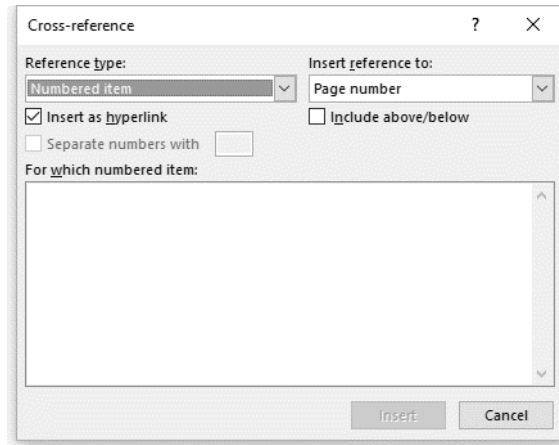 Cross-reference ?
Reference type: Insert reference to:
Numbered item Page number
Insert as hyperlink Include above/below
Separate numbers with
For which numbered item:
Insert Cancel